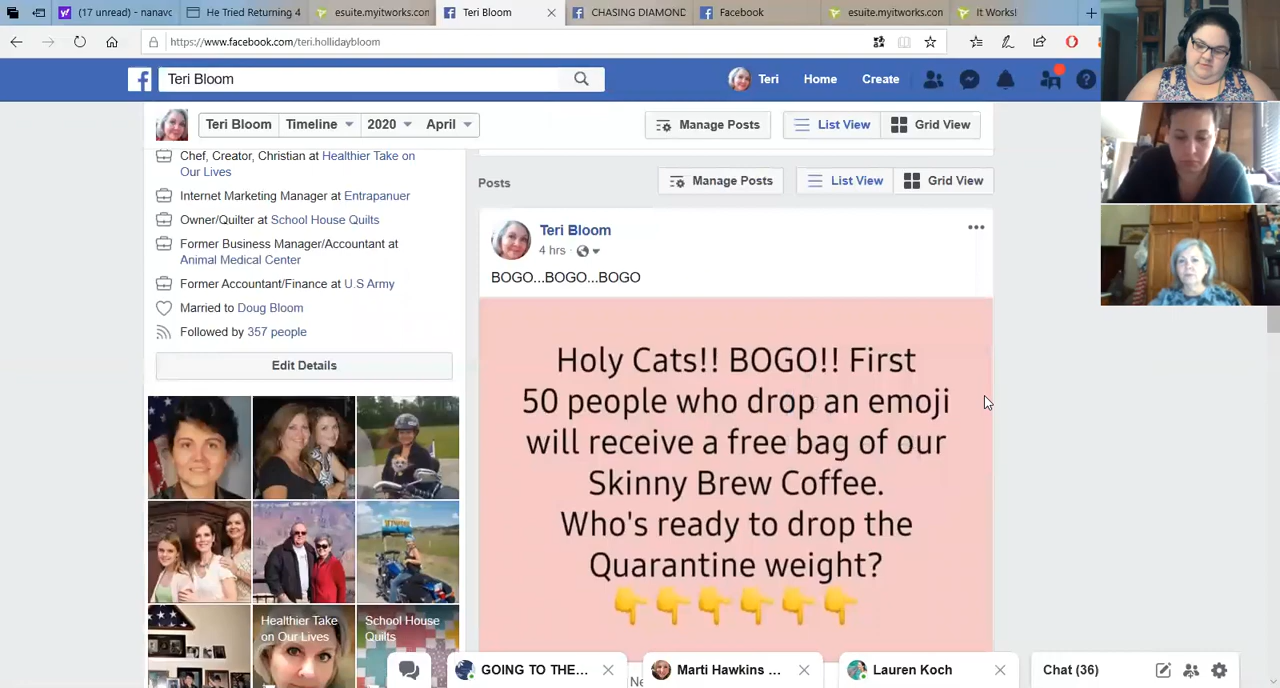 (17 unread) - nanavc
He Tried Returning 4
esuite.myitworks.con
Teri Bloom
CHASING DIAMOND
Facebook
esuite.myitworks.con
It Works!
https://www.facebook.com/teri.hollidaybloom
Teri Bloom
Teri
Home
Create
Teri Bloom
Timeline
2020
April
Manage Posts
List View
Grid View
Chef, Creator, Christian at Healthier Take on
Our Lives
Internet Marketing Manager at Entrapanuer
Owner/Quilter at School House Quilts
Former Business Manager/Accountant at
Animal Medical Center
Former Accountant/Finance at U.S Army
Married to Doug Bloom
Followed by 357 people
Edit Details
Healthier Take
on Our Lives
School House
Quilts
Posts
Manage Posts
List View
Grid View
Teri Bloom
4 hrs
BOGO...BOGO...BOGO
Holy Cats!! BOGO!! First
50 people who drop an emoji
will receive a free bag of our
Skinny Brew Coffee.
Who's ready to drop the
Quarantine weight?
GOING TO THE...
Marti Hawkins ...
Lauren Koch
Chat (36)